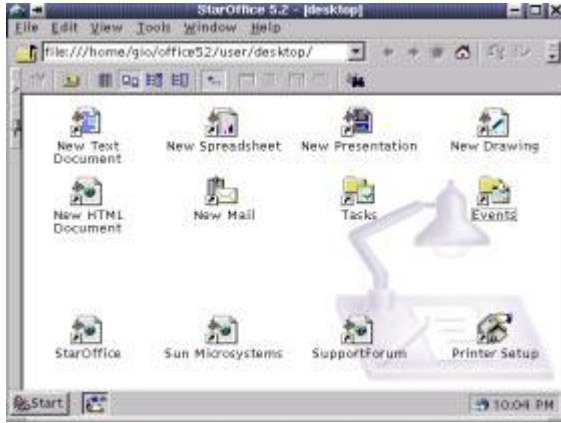 StarOffice 5.2 - [desktop]
File Edit View Tools Window Help
file:///home/gio/office52/user/desktop/
New Text Document
New Spreadsheet
New Presentation
New Drawing
New HTML Document
New Mail
Tasks
Events
StarOffice
Sun Microsystems
SupportForum
Printer Setup
Start
10:04 PM